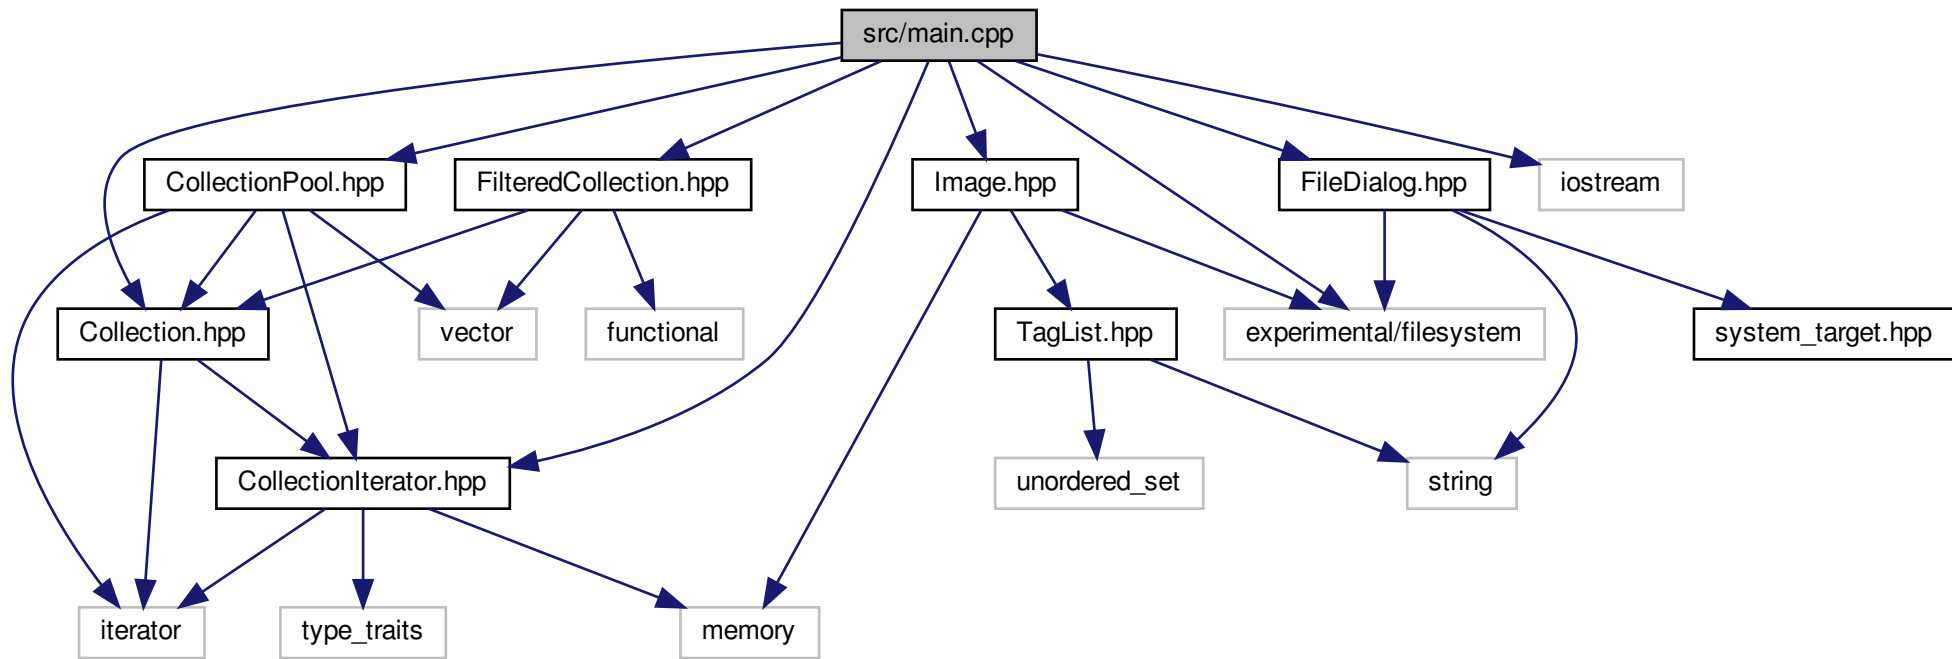 src/main.cpp
CollectionPool.hpp
FilteredCollection.hpp
Image.hpp
FileDialog.hpp
iostream
Collection.hpp
vector
functional
TagList.hpp
experimental/filesystem
system_target.hpp
CollectionIterator.hpp
unordered_set
string
iterator
type_traits
memory